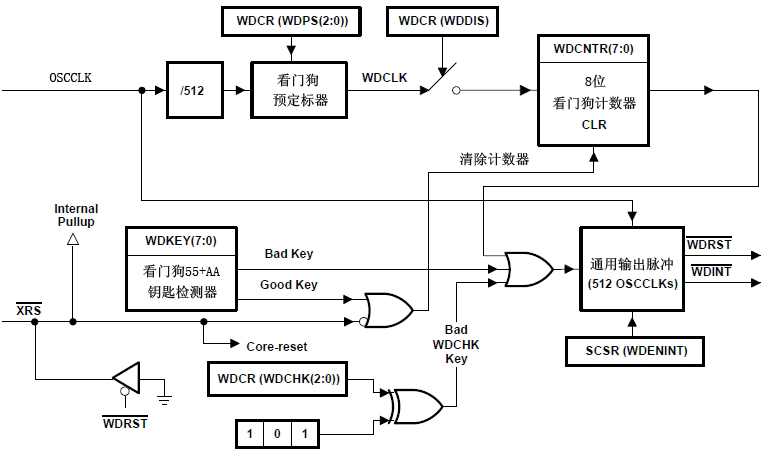 WDCR (WDPS(2:0))
WDCR (WDDIS)
WDCNTR(7:0)
OSCCLK
/512
看门狗
预定标器
WDCLK
8位
看门狗计数器
CLR
清除计数器
Internal
Pullup
WDKEY(7:0)
看门狗55+AA
钥匙检测器
Bad Key
Good Key
通用输出脉冲
(512 OSCCLKs)
WDRST
WDINT
XRS
Core-reset
Bad
WDCHK
Key
SCSR (WDENINT)
WDCR (WDCHK(2:0))
WDRST
1 0 1